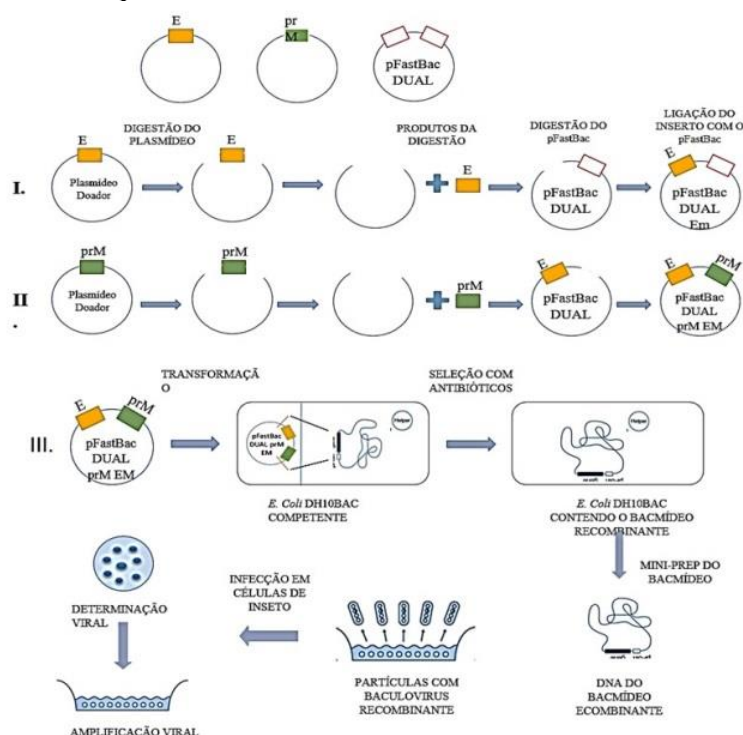 E
pr
M
pFastBac
DUAL
DIGESTÃO DO
PLASMÍDEO
PRODUTOS DA
DIGESTÃO
DIGESTÃO DO
pFastBac
LIGAÇÃO DO
INSERTO COM O
pFastBac
I.
E
Plasmídeo
Doador
E
E
pFastBac
DUAL
E
pFastBac
DUAL
Em
II
.
prM
Plasmídeo
Doador
prM
prM
E
pFastBac
DUAL
E
prM
pFastBac
DUAL
prM EM
III.
E
prM
pFastBac
DUAL
prM EM
TRANSFORMAÇÃ
O
pFastBac
DUAL prM
EM
Helper
E. Coli DH10BAC
COMPETENTE
SELEÇÃO COM
ANTIBIÓTICOS
Helper
E. Coli DH10BAC
CONTENDO O BACMÍDEO
RECOMBINANTE
MINI-PREP DO
BACMÍDEO
DNA DO
BACMÍDEO
ECOMBINANTE
PARTÍCULAS COM
BACULOVIRUS
RECOMBINANTE
INFECÇÃO EM
CÉLULAS DE
INSETO
DETERMINAÇÃO
VIRAL
AMPLIFICAÇÃO VIRAL